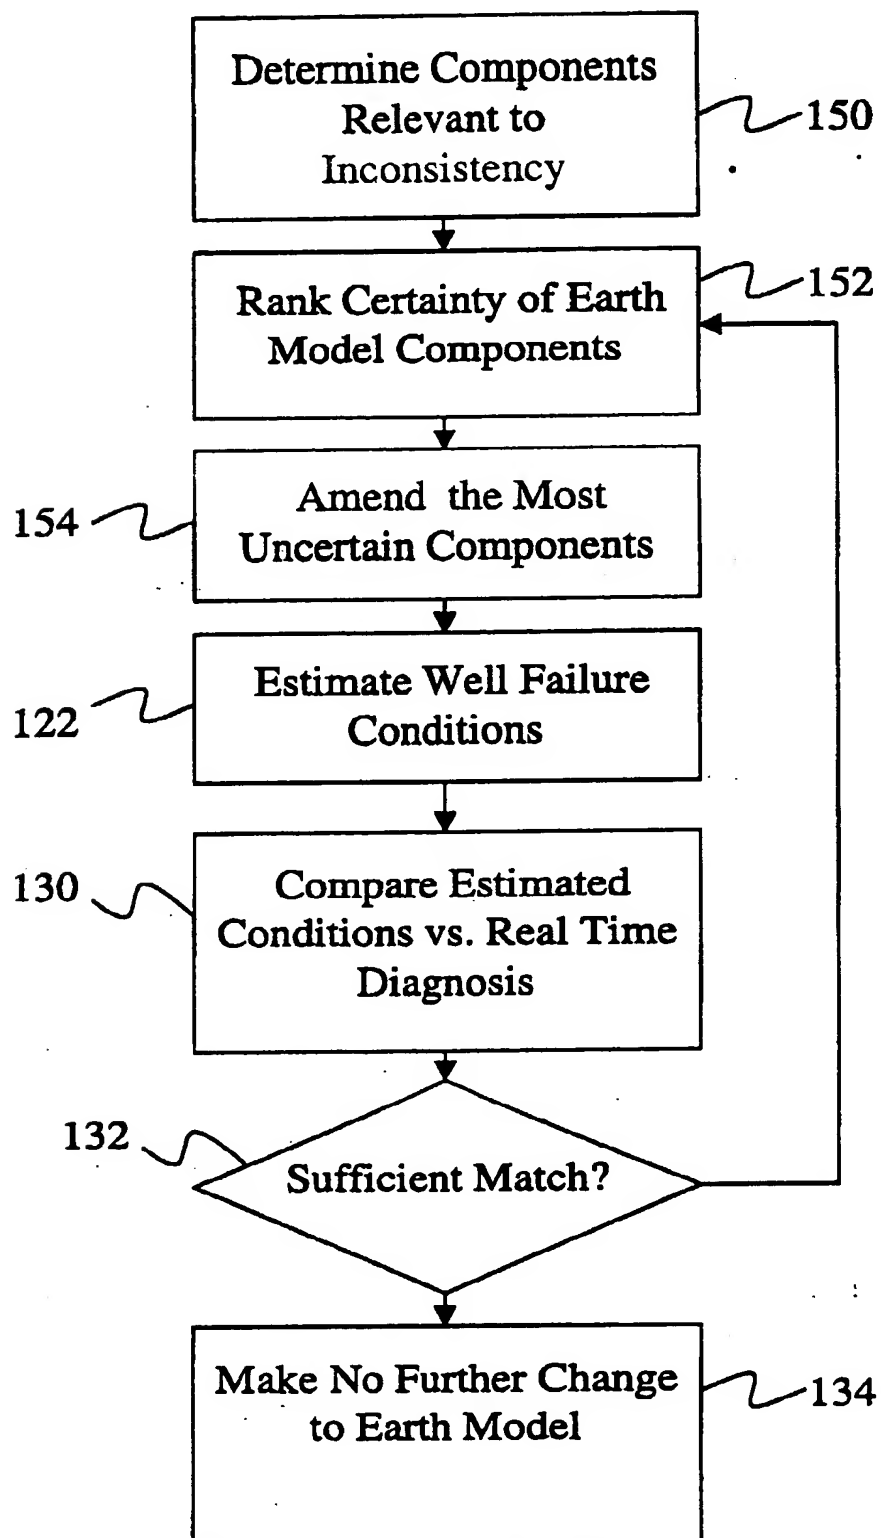 Determine Components
Relevant to
Inconsistency
150
Rank Certainty of Earth
Model Components
152
154
Amend the Most
Uncertain Components
122
Estimate Well Failure
Conditions
130
Compare Estimated
Conditions vs. Real Time
Diagnosis
132
Sufficient Match?
Make No Further Change
to Earth Model
134